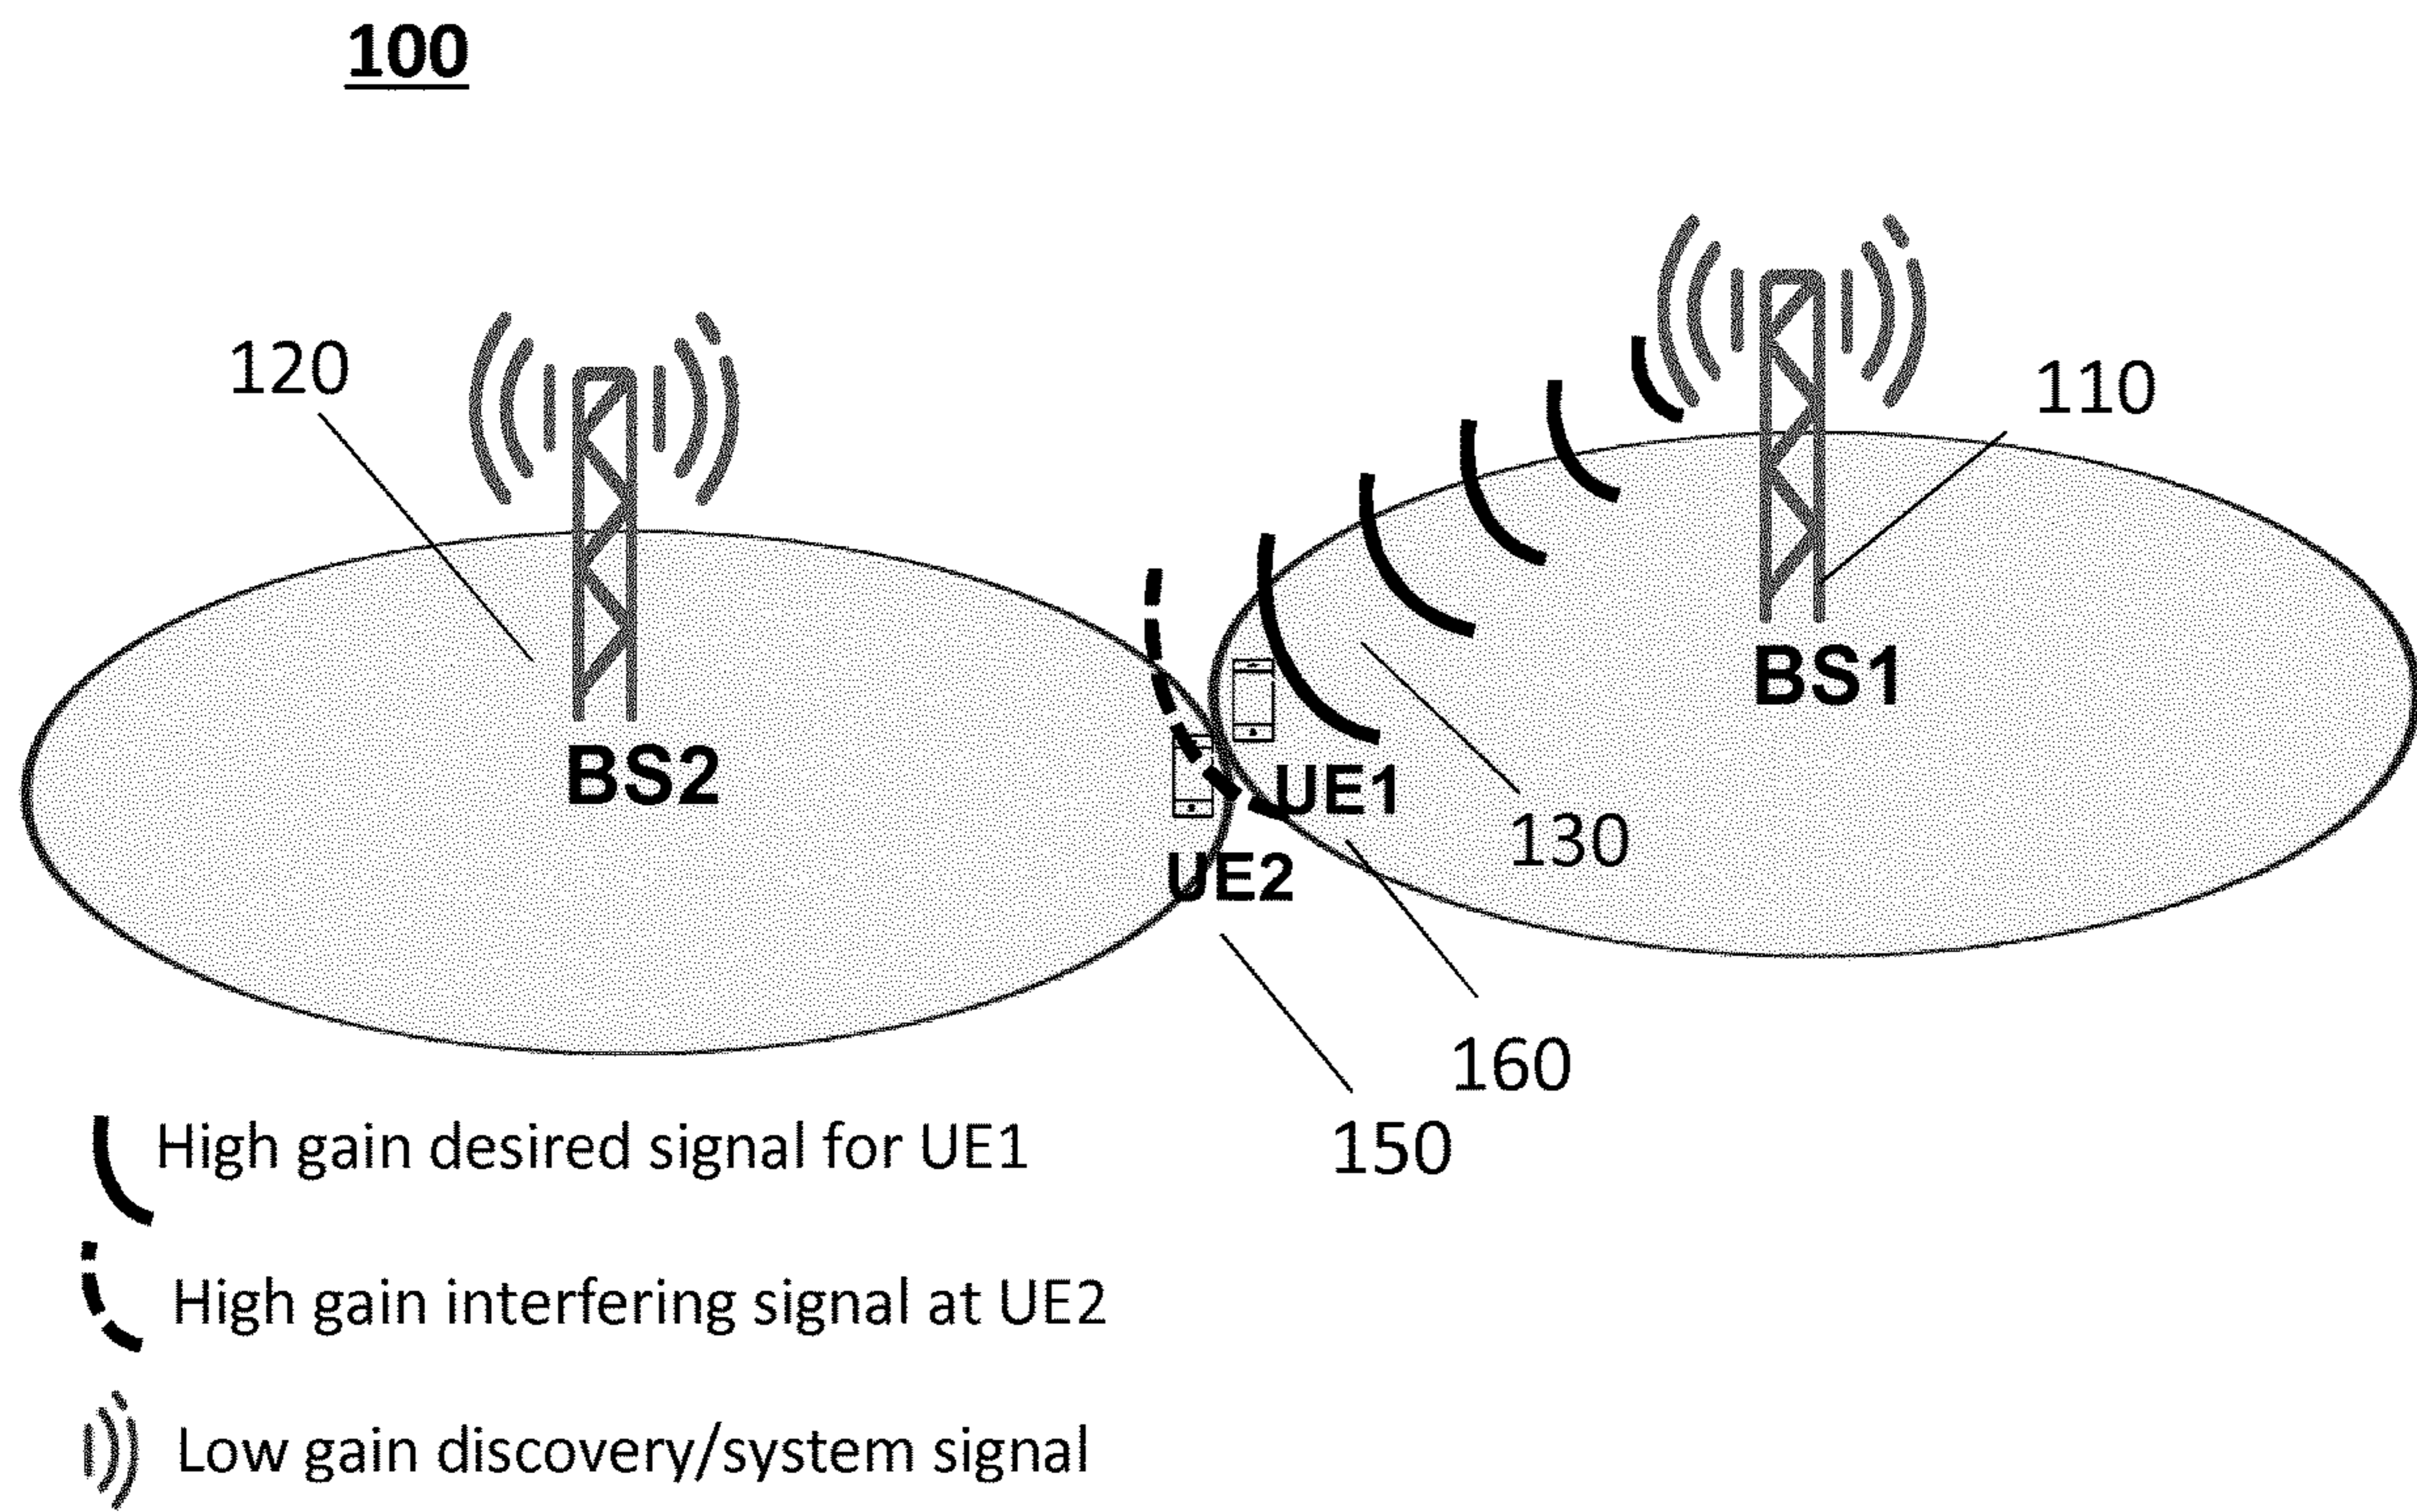 100
120
110
BS1
BS2
UE1
130
UE2
160
150
High gain desired signal for UE1
High gain interfering signal at UE2
Low gain discovery/system signal